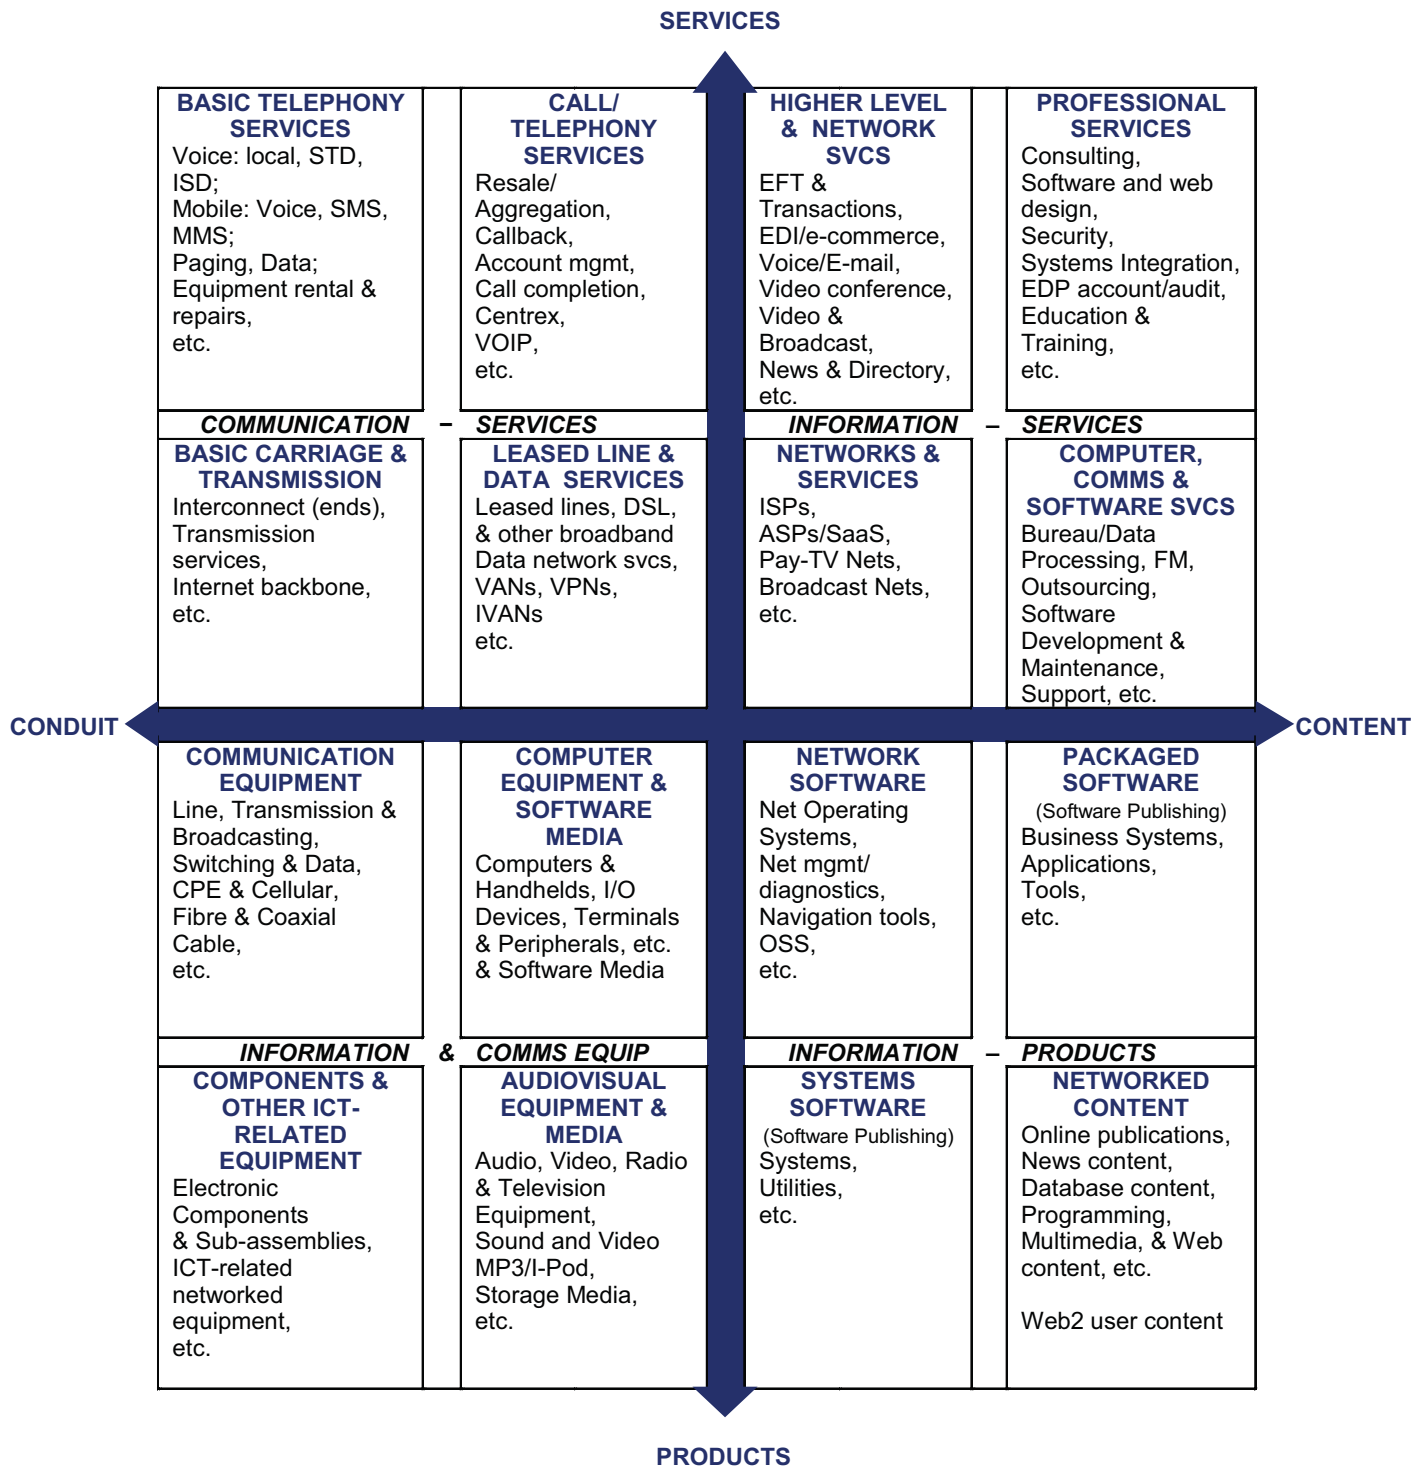 SERVICES
BASIC TELEPHONY
SERVICES
Voice: local, STD,
ISD;
Mobile: Voice, SMS,
MMS;
Paging, Data;
Equipment rental &
repairs,
etc.
CALL/
TELEPHONY
SERVICES
Resale/
Aggregation,
Callback,
Account mgmt,
Call completion,
Centrex,
VOIP,
etc.
HIGHER LEVEL
& NETWORK
SVCS
EFT &
Transactions,
EDI/e-commerce,
Voice/E-mail,
Video conference,
Video &
Broadcast,
News & Directory,
etc.
PROFESSIONAL
SERVICES
Consulting,
Software and web
design,
Security,
Systems Integration,
EDP account/audit,
Education &
Training,
etc.
COMMUNICATION – SERVICES
INFORMATION – SERVICES
BASIC CARRIAGE &
TRANSMISSION
Interconnect (ends),
Transmission
services,
Internet backbone,
etc.
LEASED LINE &
DATA SERVICES
Leased lines, DSL,
& other broadband
Data network svcs,
VANs, VPNs,
IVANs
etc.
NETWORKS &
SERVICES
ISPs,
ASPs/SaaS,
Pay-TV Nets,
Broadcast Nets,
etc.
COMPUTER,
COMMS &
SOFTWARE SVCS
Bureau/Data
Processing, FM,
Outsourcing,
Software
Development &
Maintenance,
Support, etc.
CONDUIT
CONTENT
COMMUNICATION
EQUIPMENT
Line, Transmission &
Broadcasting,
Switching & Data,
CPE & Cellular,
Fibre & Coaxial
Cable,
etc.
COMPUTER
EQUIPMENT &
SOFTWARE
MEDIA
Computers &
Handhelds, I/O
Devices, Terminals
& Peripherals, etc.
& Software Media
NETWORK
SOFTWARE
Net Operating
Systems,
Net mgmt/
diagnostics,
Navigation tools,
OSS,
etc.
PACKAGED
SOFTWARE
(Software Publishing)
Business Systems,
Applications,
Tools,
etc.
INFORMATION & COMMS EQUIP
INFORMATION – PRODUCTS
COMPONENTS &
OTHER ICT-
RELATED
EQUIPMENT
Electronic
Components
& Sub-assemblies,
ICT-related
networked
equipment,
etc.
AUDIOVISUAL
EQUIPMENT &
MEDIA
Audio, Video, Radio
& Television
Equipment,
Sound and Video
MP3/I-Pod,
Storage Media,
etc.
SYSTEMS
SOFTWARE
(Software Publishing)
Systems,
Utilities,
etc.
NETWORKED
CONTENT
Online publications,
News content,
Database content,
Programming,
Multimedia, & Web
content, etc.
Web2 user content
PRODUCTS